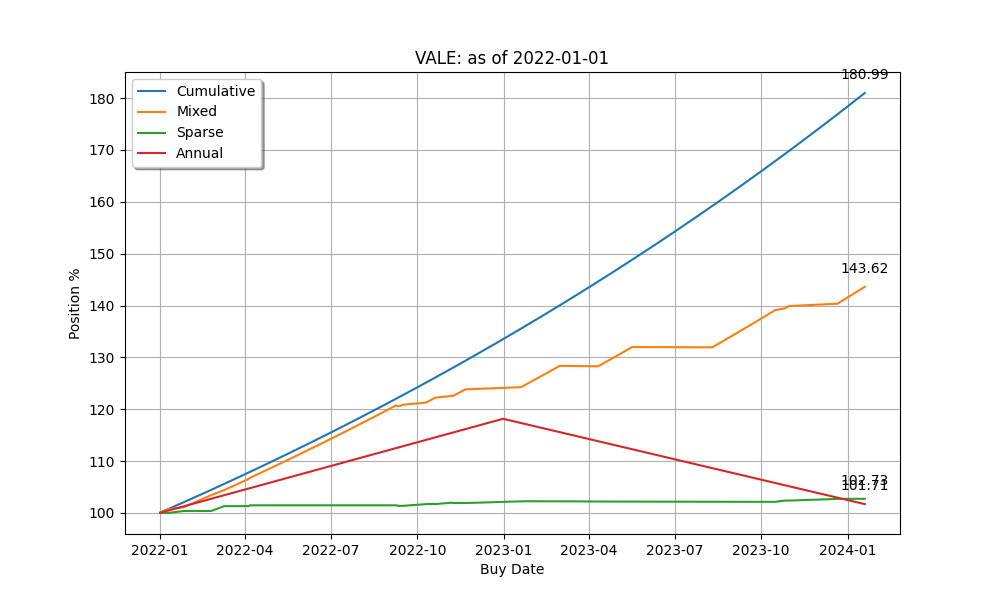 VALE: as of 2022-01-01
180.99
Cumulative
Mixed
Sparse
Annual
143.62
102.73
101.71
Position %
180
170
160
150
140
130
120
110
100
2022-01 2022-04 2022-07 2022-10 2023-01 2023-04 2023-07 2023-10 2024-01
Buy Date